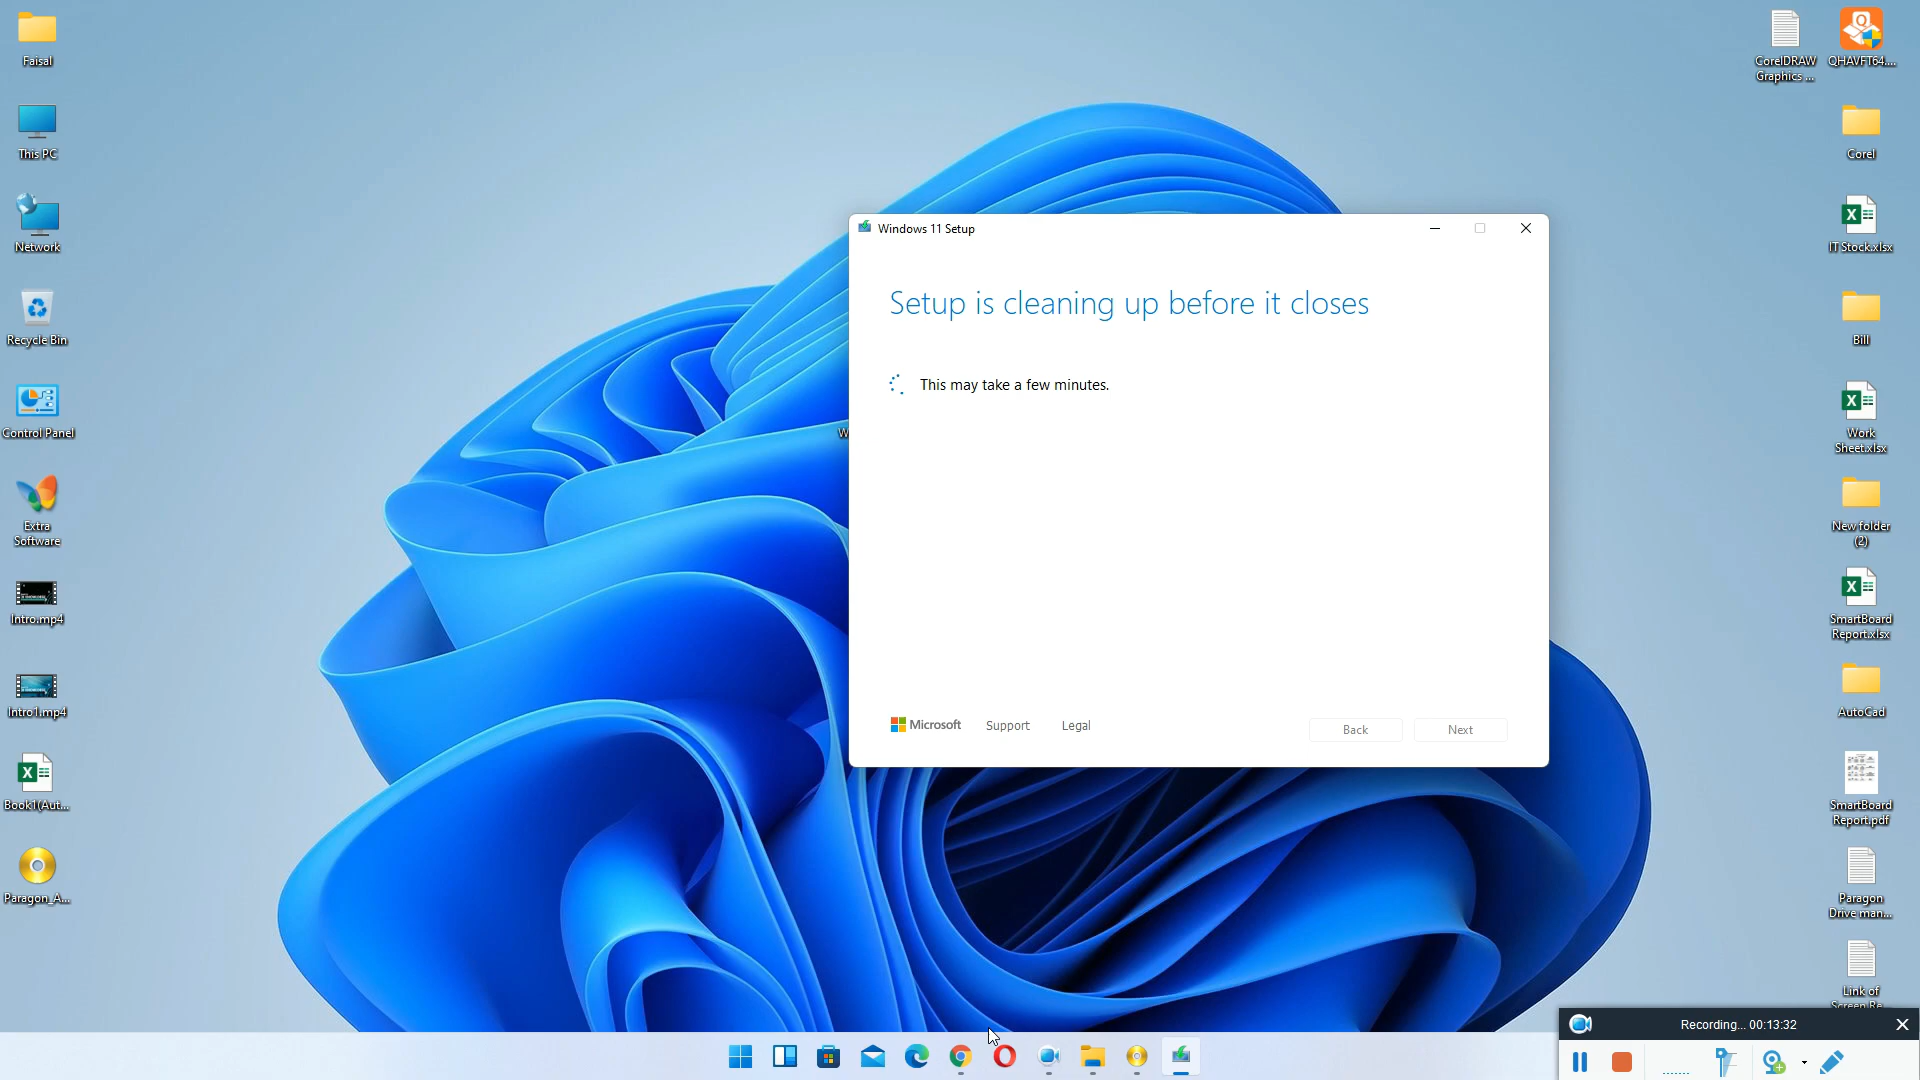 Faisal
This PC
Network
Recycle Bin
Control Panel
Extra
Software
Intro.mp4
Intro1.mp4
Book1(Aut...
Paragon_A...
W
Windows 11 Setup
Setup is cleaning up before it closes
This may take a few minutes.
Microsoft
Support
Legal
Back
Next
CorelDRAW
Graphics ...
QHAVFT64....
Corel
IT Stock.xlsx
Bill
Work
Sheet.xlsx
New folder
(2)
SmartBoard
Report.xlsx
AutoCad
SmartBoard
Report.pdf
Paragon
Drive man...
Link of
Screen Re...
Recording... 00:13:32